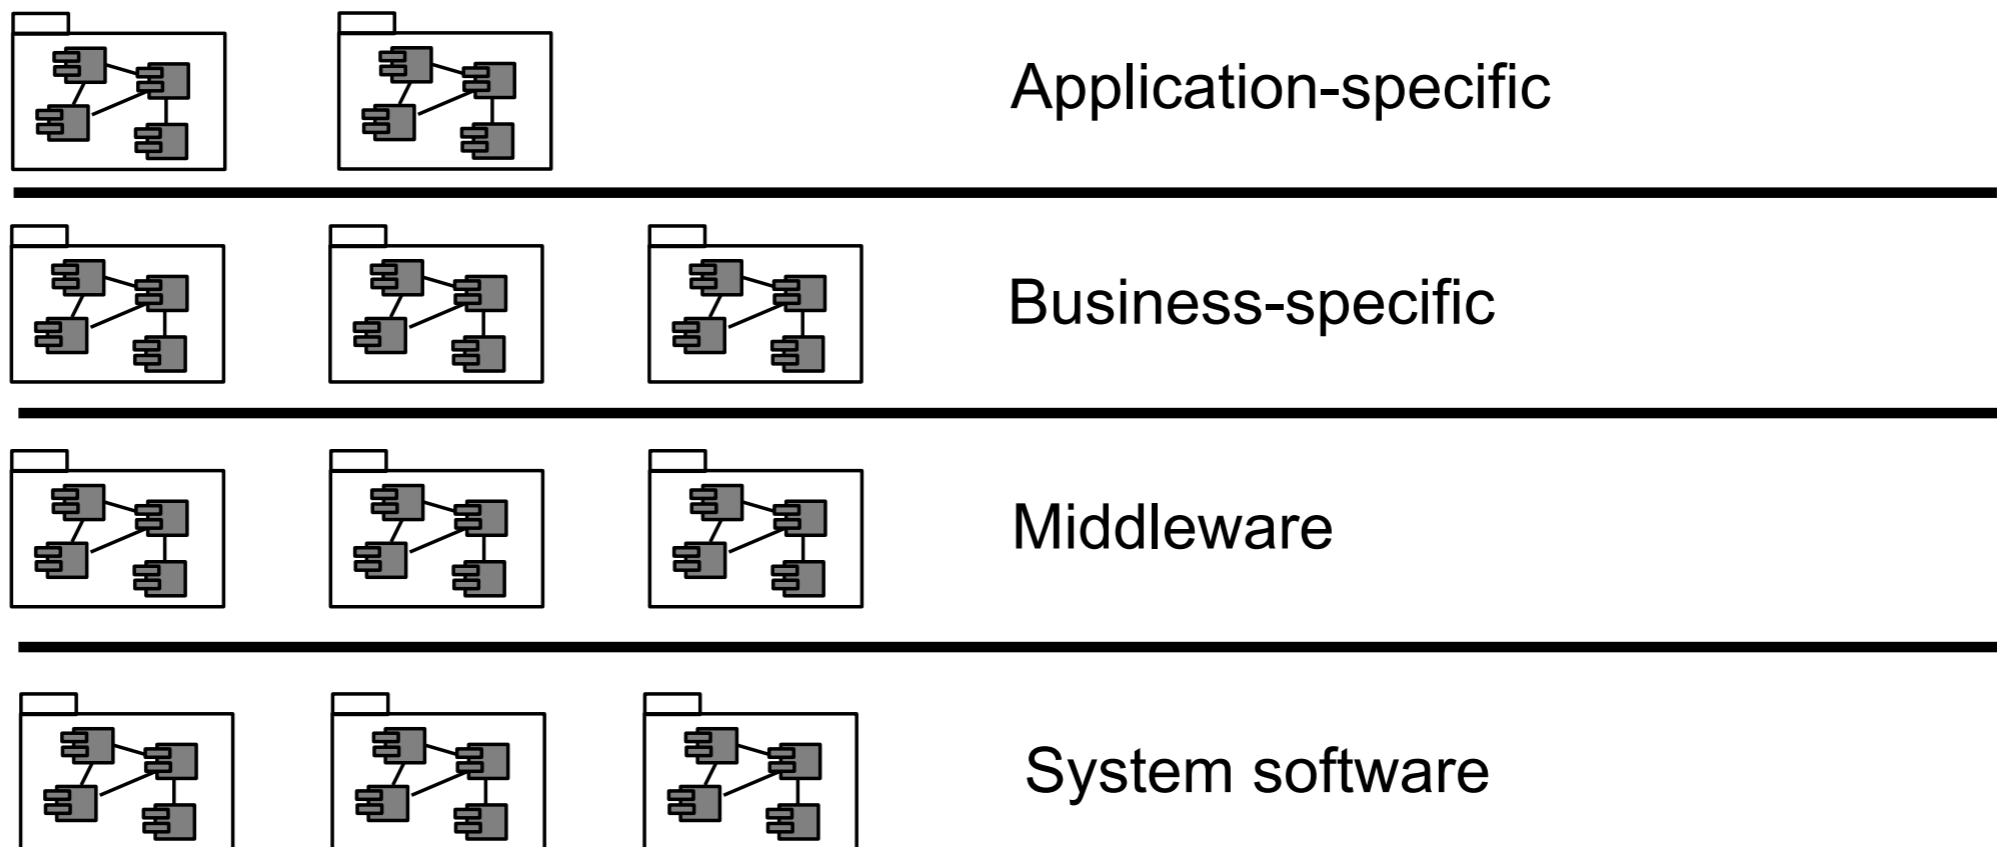 Application-specific
Business-specific
Middleware
System software